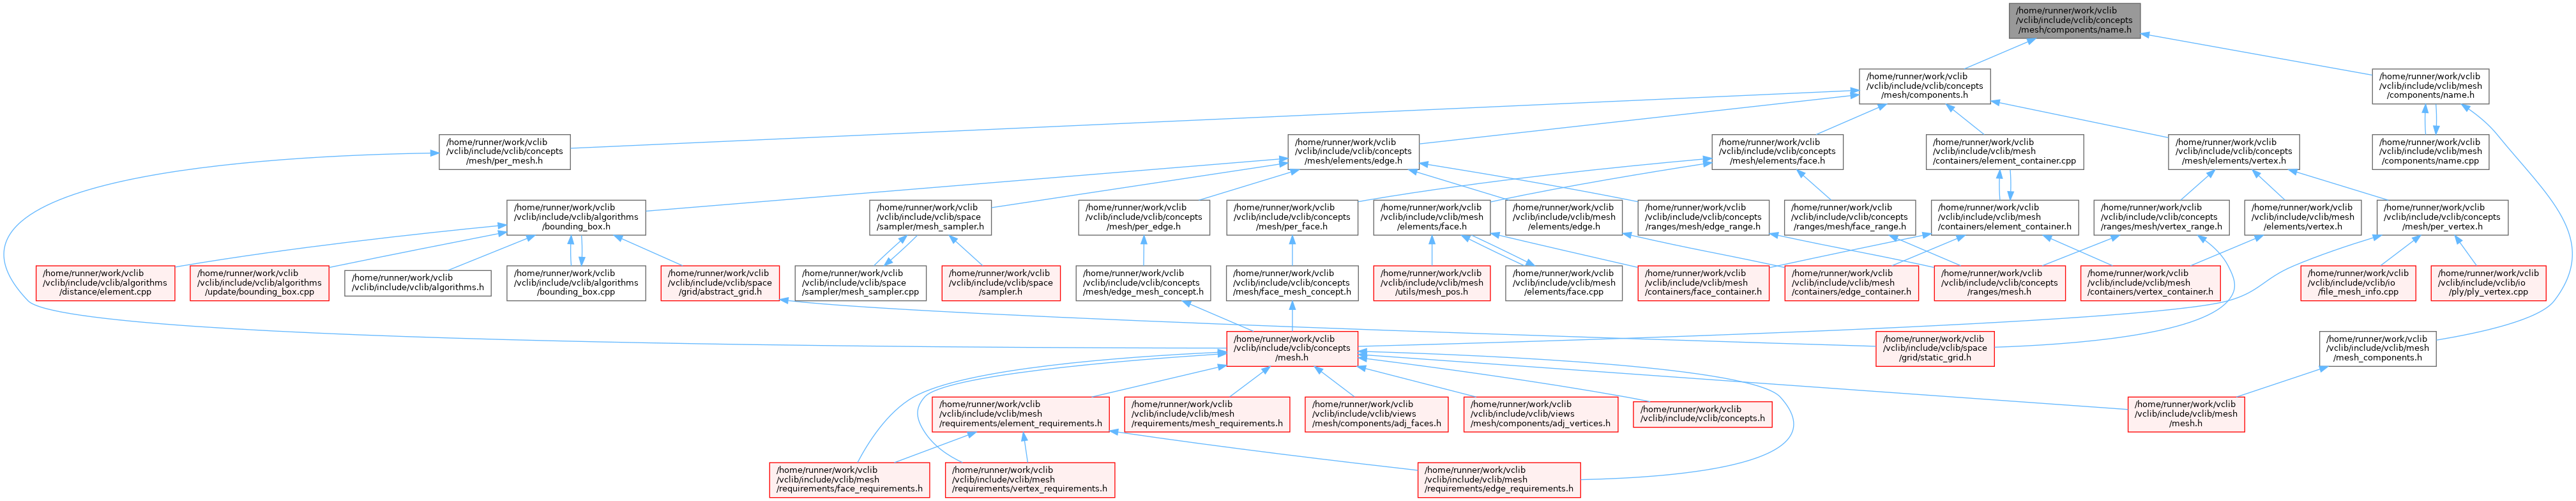 /home/runner/work/vclib
/vclib/include/vclib/concepts
/mesh/components/name.h
/home/runner/work/vclib
/vclib/include/vclib/concepts
/mesh/components.h
/home/runner/work/vclib
/vclib/include/vclib/mesh
/components/name.h
/home/runner/work/vclib
/vclib/include/vclib/concepts
/mesh/per_mesh.h
/home/runner/work/vclib
/vclib/include/vclib/concepts
/mesh/elements/edge.h
/home/runner/work/vclib
/vclib/include/vclib/concepts
/mesh/elements/face.h
/home/runner/work/vclib
/vclib/include/vclib/mesh
/containers/element_container.cpp
/home/runner/work/vclib
/vclib/include/vclib/concepts
/mesh/elements/vertex.h
/home/runner/work/vclib
/vclib/include/vclib/mesh
/components/name.cpp
/home/runner/work/vclib
/vclib/include/vclib/algorithms
/bounding_box.h
/home/runner/work/vclib
/vclib/include/vclib/space
/sampler/mesh_sampler.h
/home/runner/work/vclib
/vclib/include/vclib/concepts
/mesh/per_edge.h
/home/runner/work/vclib
/vclib/include/vclib/concepts
/mesh/per_face.h
/home/runner/work/vclib
/vclib/include/vclib/mesh
/elements/face.h
/home/runner/work/vclib
/vclib/include/vclib/mesh
/elements/edge.h
/home/runner/work/vclib
/vclib/include/vclib/concepts
/ranges/mesh/edge_range.h
/home/runner/work/vclib
/vclib/include/vclib/concepts
/ranges/mesh/face_range.h
/home/runner/work/vclib
/vclib/include/vclib/mesh
/containers/element_container.h
/home/runner/work/vclib
/vclib/include/vclib/concepts
/ranges/mesh/vertex_range.h
/home/runner/work/vclib
/vclib/include/vclib/mesh
/elements/vertex.h
/home/runner/work/vclib
/vclib/include/vclib/concepts
/mesh/per_vertex.h
/home/runner/work/vclib
/vclib/include/vclib/algorithms
/distance/element.cpp
/home/runner/work/vclib
/vclib/include/vclib/algorithms
/update/bounding_box.cpp
/home/runner/work/vclib
/vclib/include/vclib/algorithms.h
/home/runner/work/vclib
/vclib/include/vclib/algorithms
/bounding_box.cpp
/home/runner/work/vclib
/vclib/include/vclib/space
/grid/abstract_grid.h
/home/runner/work/vclib
/vclib/include/vclib/space
/sampler/mesh_sampler.cpp
/home/runner/work/vclib
/vclib/include/vclib/space
/sampler.h
/home/runner/work/vclib
/vclib/include/vclib/concepts
/mesh/edge_mesh_concept.h
/home/runner/work/vclib
/vclib/include/vclib/concepts
/mesh/face_mesh_concept.h
/home/runner/work/vclib
/vclib/include/vclib/mesh
/utils/mesh_pos.h
/home/runner/work/vclib
/vclib/include/vclib/mesh
/elements/face.cpp
/home/runner/work/vclib
/vclib/include/vclib/mesh
/containers/face_container.h
/home/runner/work/vclib
/vclib/include/vclib/mesh
/containers/edge_container.h
/home/runner/work/vclib
/vclib/include/vclib/concepts
/ranges/mesh.h
/home/runner/work/vclib
/vclib/include/vclib/mesh
/containers/vertex_container.h
/home/runner/work/vclib
/vclib/include/vclib/io
/file_mesh_info.cpp
/home/runner/work/vclib
/vclib/include/vclib/io
/ply/ply_vertex.cpp
/home/runner/work/vclib
/vclib/include/vclib/concepts
/mesh.h
/home/runner/work/vclib
/vclib/include/vclib/space
/grid/static_grid.h
/home/runner/work/vclib
/vclib/include/vclib/mesh
/mesh_components.h
/home/runner/work/vclib
/vclib/include/vclib/mesh
/requirements/element_requirements.h
/home/runner/work/vclib
/vclib/include/vclib/mesh
/requirements/mesh_requirements.h
/home/runner/work/vclib
/vclib/include/vclib/views
/mesh/components/adj_faces.h
/home/runner/work/vclib
/vclib/include/vclib/views
/mesh/components/adj_vertices.h
/home/runner/work/vclib
/vclib/include/vclib/concepts.h
/home/runner/work/vclib
/vclib/include/vclib/mesh
/mesh.h
/home/runner/work/vclib
/vclib/include/vclib/mesh
/requirements/face_requirements.h
/home/runner/work/vclib
/vclib/include/vclib/mesh
/requirements/vertex_requirements.h
/home/runner/work/vclib
/vclib/include/vclib/mesh
/requirements/edge_requirements.h